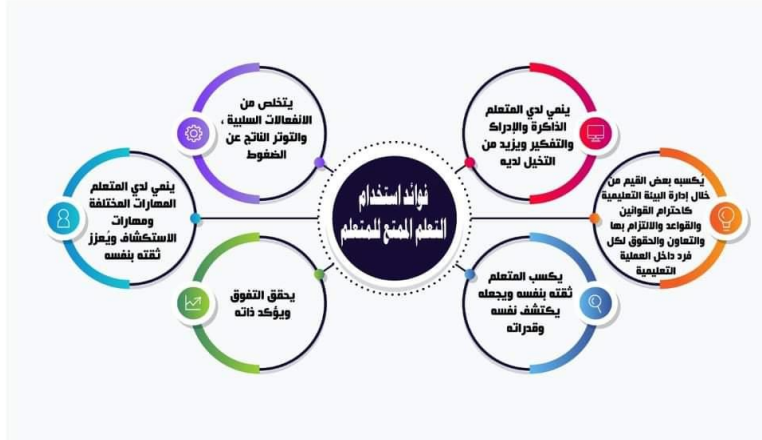 فوائد استخدام
التعلم الممتع للمتعلم
ينمي لدي المتعلم
الذاكرة والإدراك
والتفكير ويزيد من
التخيل لديه
يُكسبه بعض القيم من
خلال إدارة البيئة التعليمية
كاحترام القوانين
والقواعد والالتزام بها
والتعاون والحقوق لكل
فرد داخل العملية
التعليمية
يكسب المتعلم
ثقته بنفسه ويجعله
يكتشف نفسه
وقدراته
يتخلص من
الانفعالات السلبية ،
والتوتر الناتج عن
الضغوط
ينمي لدي المتعلم
المهارات المختلفة
ومهارات
الاستكشاف ويُعزز
ثقته بنفسه
يحقق التفوق
ويؤكد ذاته